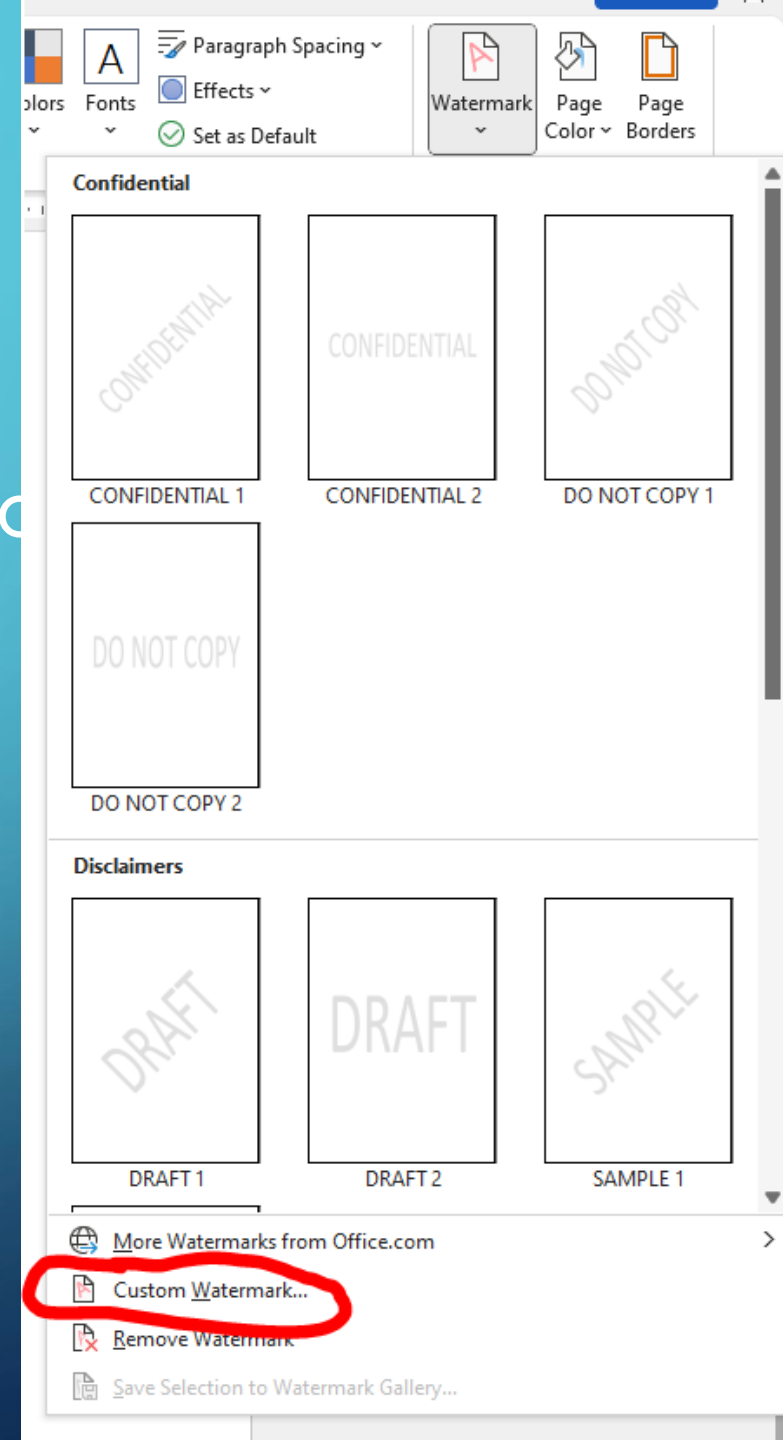 Paragraph Spacing
Effects
Set as Default
Fonts
Watermark
Page Color
Page Borders
Confidential
CONFIDENTIAL
CONFIDENTIAL
DO NOT COPY
CONFIDENTIAL 1
CONFIDENTIAL 2
DO NOT COPY 1
DO NOT COPY
DO NOT COPY 2
Disclaimers
DRAFT
DRAFT
SAMPLE
DRAFT 1
DRAFT 2
SAMPLE 1
More Watermarks from Office.com
Custom Watermark...
Remove Watermark
Save Selection to Watermark Gallery...